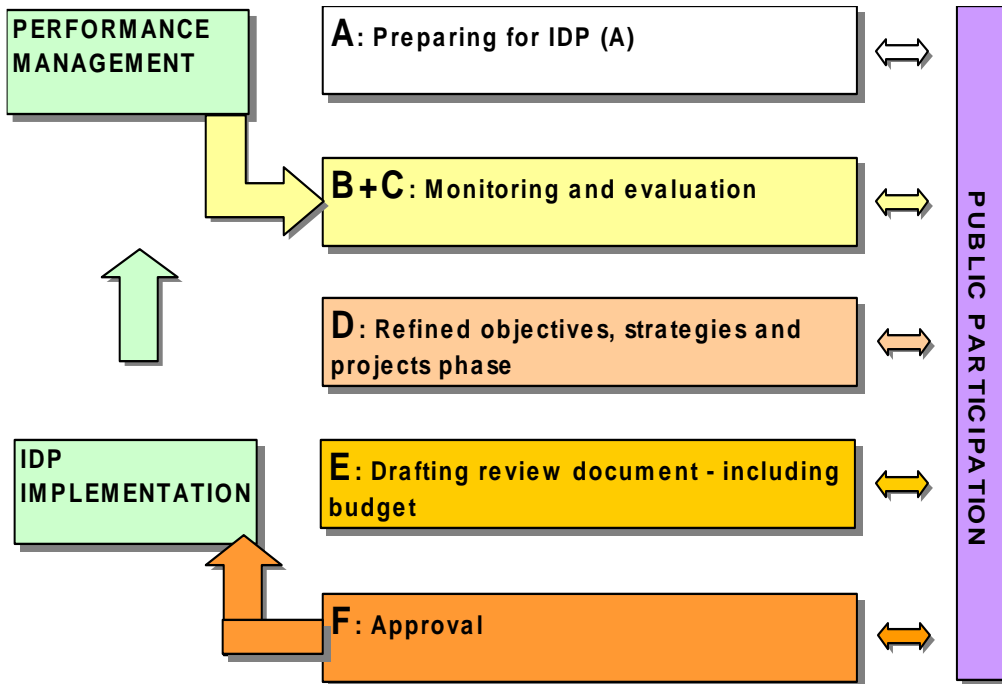 PERFORMANCE
MANAGEMENT
A: Preparing for IDP (A)
B+C: Monitoring and evaluation
D: Refined objectives, strategies and
projects phase
IDP
IMPLEMENTATION
E: Drafting review document - including
budget
F: Approval
PUBLIC PARTICIPATION